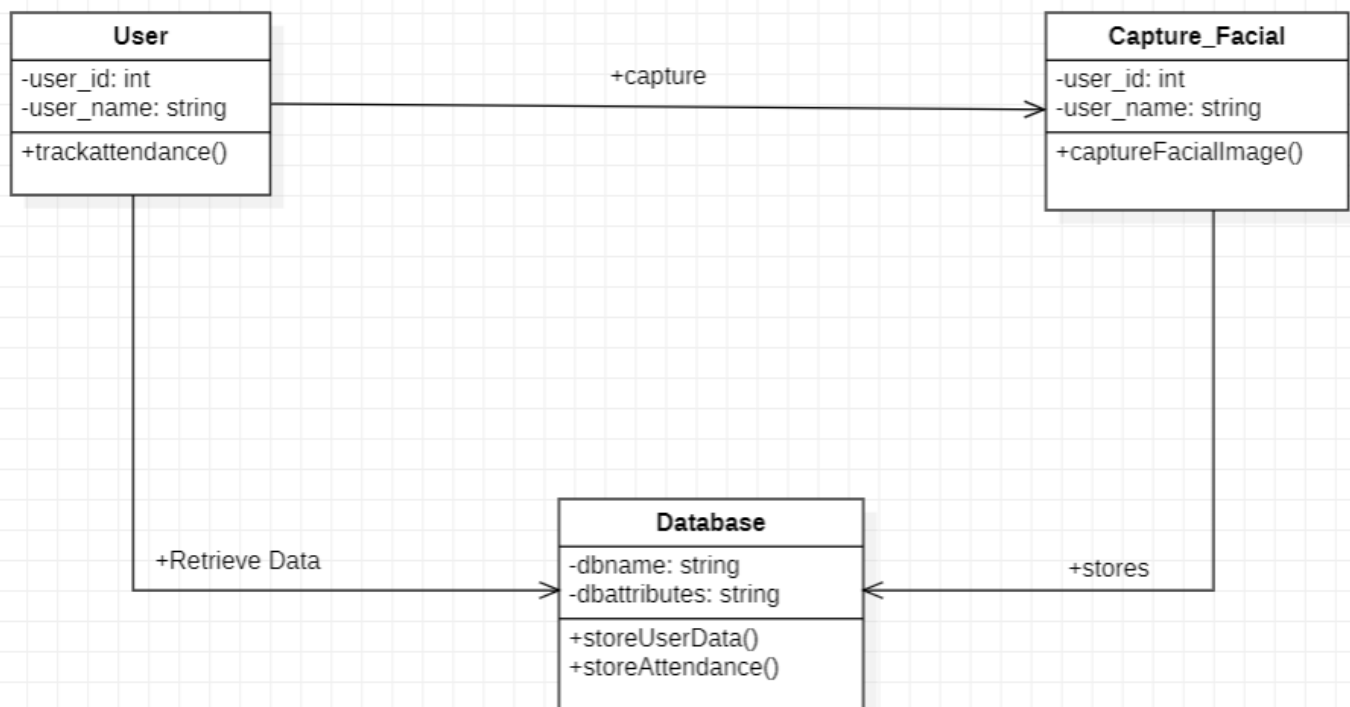 User
-user_id: int
-user_name: string
+trackattendance()
+capture
Capture_Facial
-user_id: int
-user_name: string
+captureFacialImage()
+Retrieve Data
Database
-dbname: string
-dbattributes: string
+storeUserData()
+storeAttendance()
+stores